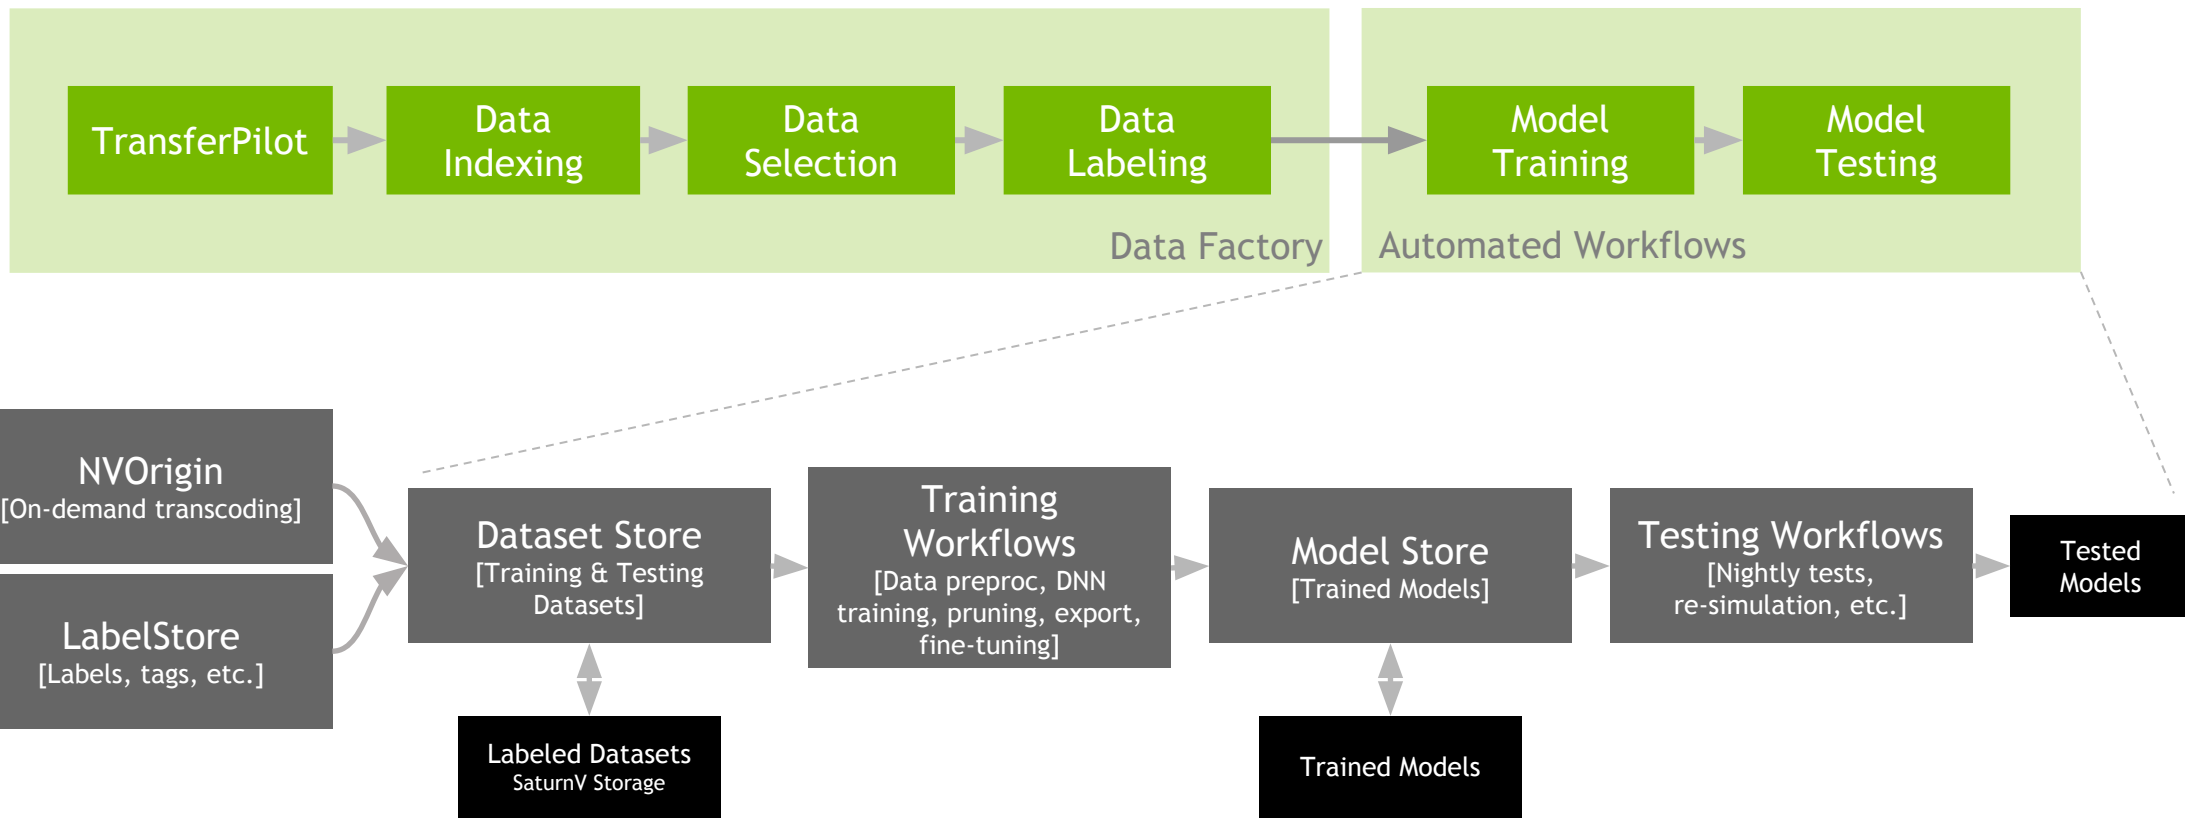 TransferPilot
Data
Indexing
Data
Selection
Data
Labeling
Model
Training
Model
Testing
Data Factory
Automated Workflows
NVOrigin
[On-demand transcoding]
LabelStore
[Labels, tags, etc.]
Dataset Store
[Training & Testing
Datasets]
Training
Workflows
[Data preproc, DNN
training, pruning, export,
fine-tuning]
Model Store
[Trained Models]
Testing Workflows
[Nightly tests,
re-simulation, etc.]
Tested
Models
Labeled Datasets
SaturnV Storage
Trained Models